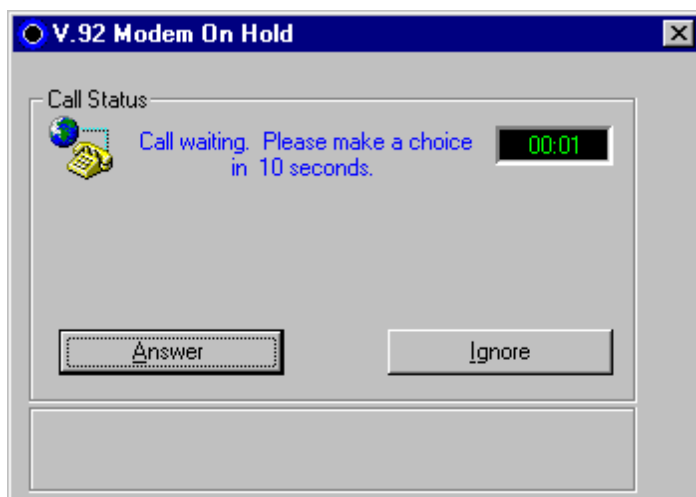 V.92 Modem On Hold
Call Status
Call waiting. Please make a choice
in 10 seconds.
00:01
Answer
Ignore